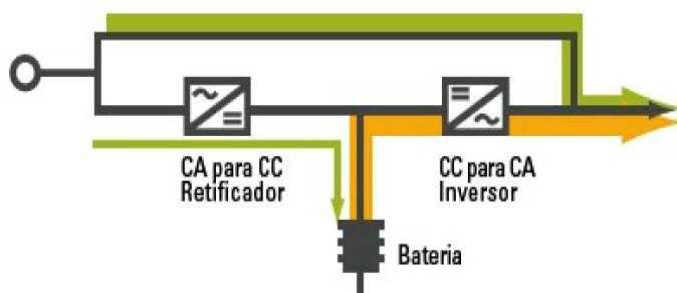 CA para CC
Retificador
CC para CA
Inversor
Bateria